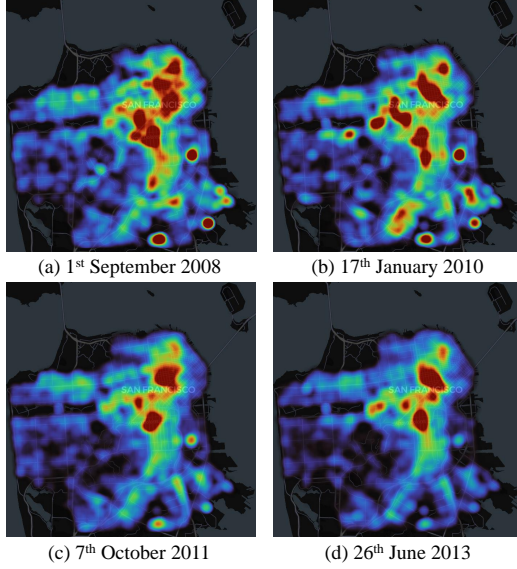 SAN FRANCISCO
SAN FRANCISCO
(a) 1st September 2008
(b) 17th January 2010
SAN FRANCISCO
SAN FRANCISCO
(c) 7th October 2011
(d) 26th June 2013